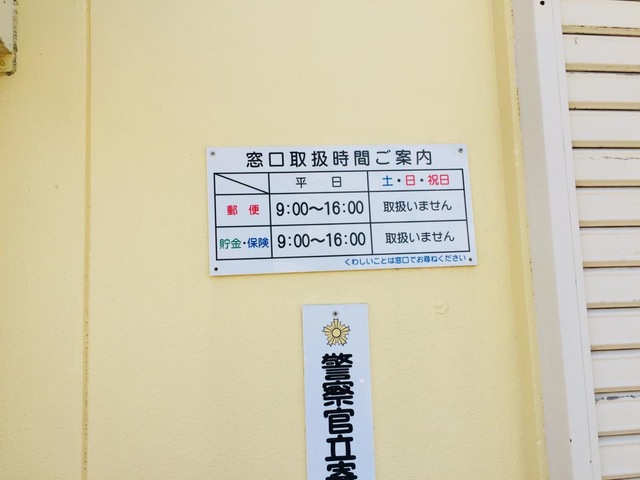 窓口取扱時間ご案内
平 日 土・日・祝日
郵 便 9:00〜16:00 取扱いません
貯金・保険 9:00〜16:00 取扱いません
くわしいことは窓口でお尋ねください
警察官立寄